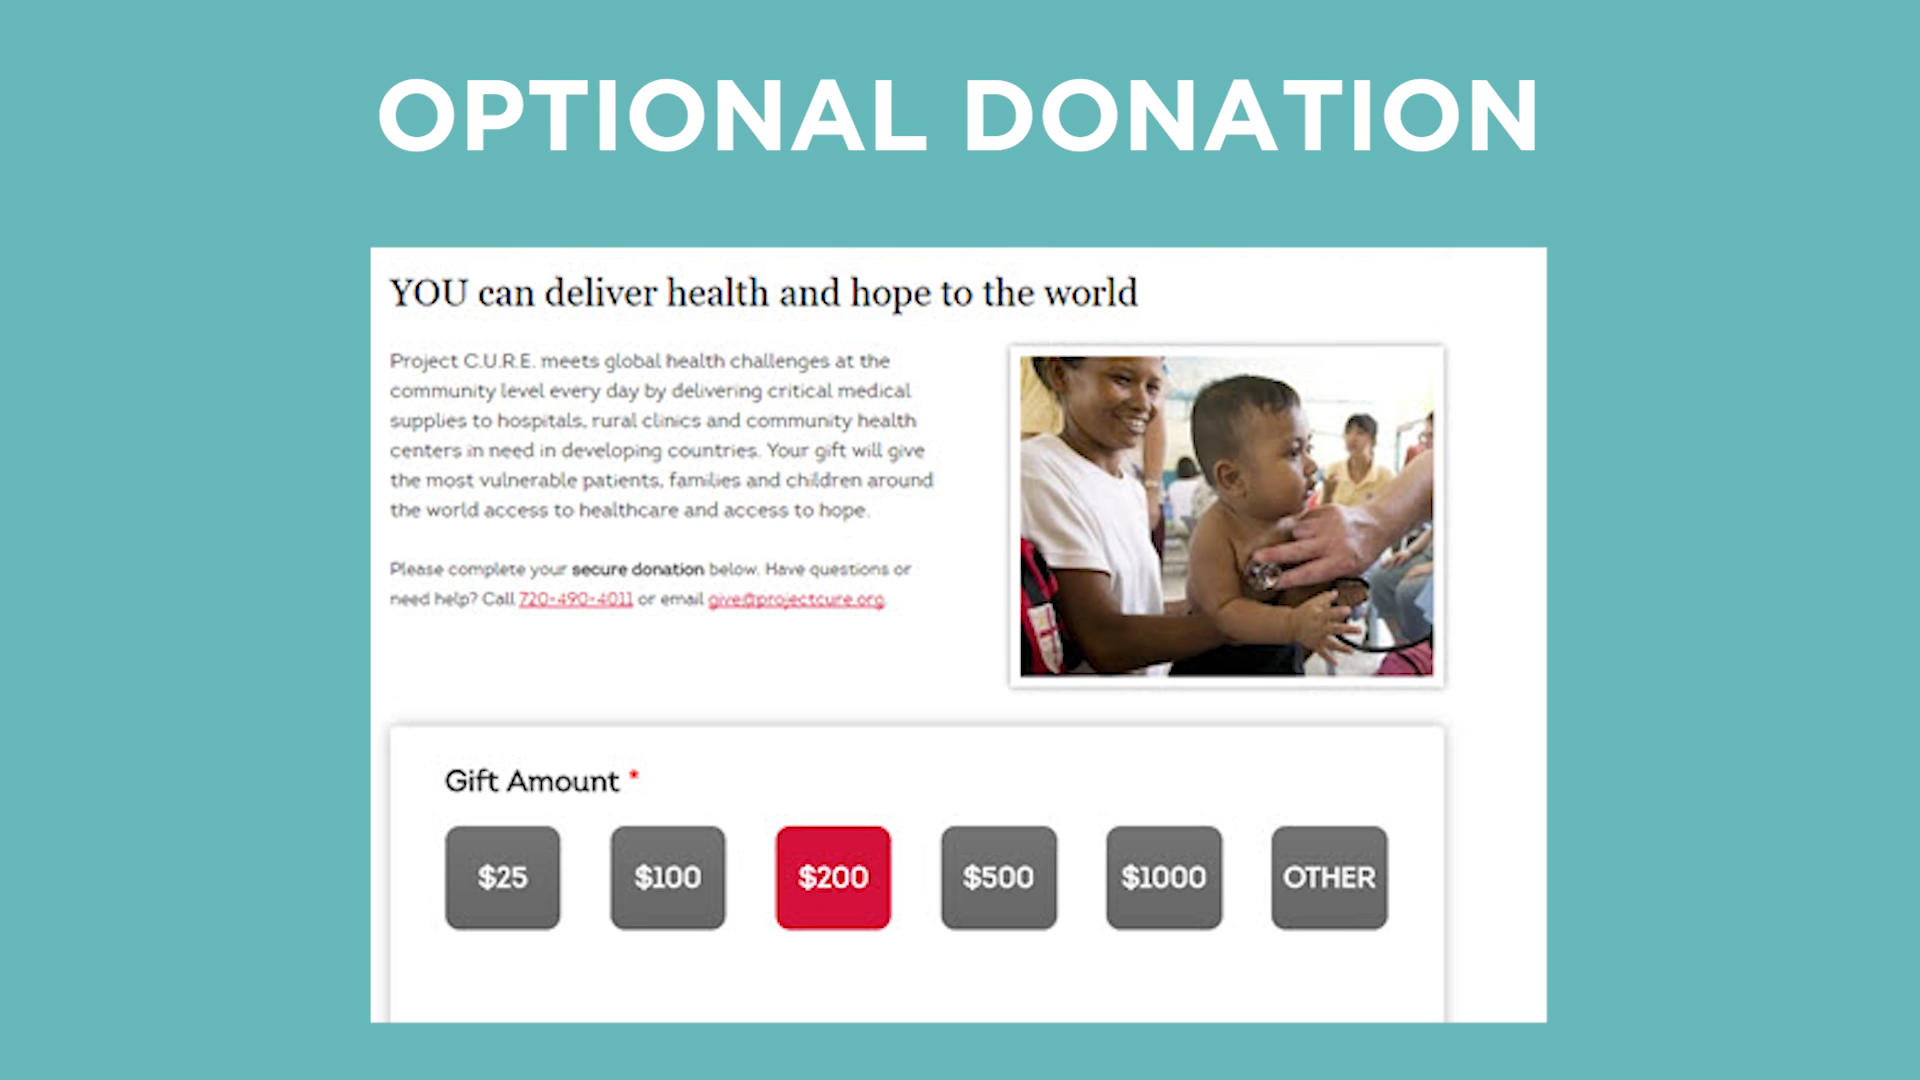 OPTIONAL DONATION
YOU can deliver health and hope to the world
Project C.U.R.E. meets global health challenges at the
community level every day by delivering critical medical
supplies to hospitals, rural clinics and community health
centers in need in developing countries. Your gift will give
the most vulnerable patients, families and children around
the world access to healthcare and access to hope.
Please complete your secure donation below. Have questions or
need help? Call 720-490-4011 or email give@projectcure.org.
Gift Amount *
$25 $100 $200 $500 $1000 OTHER